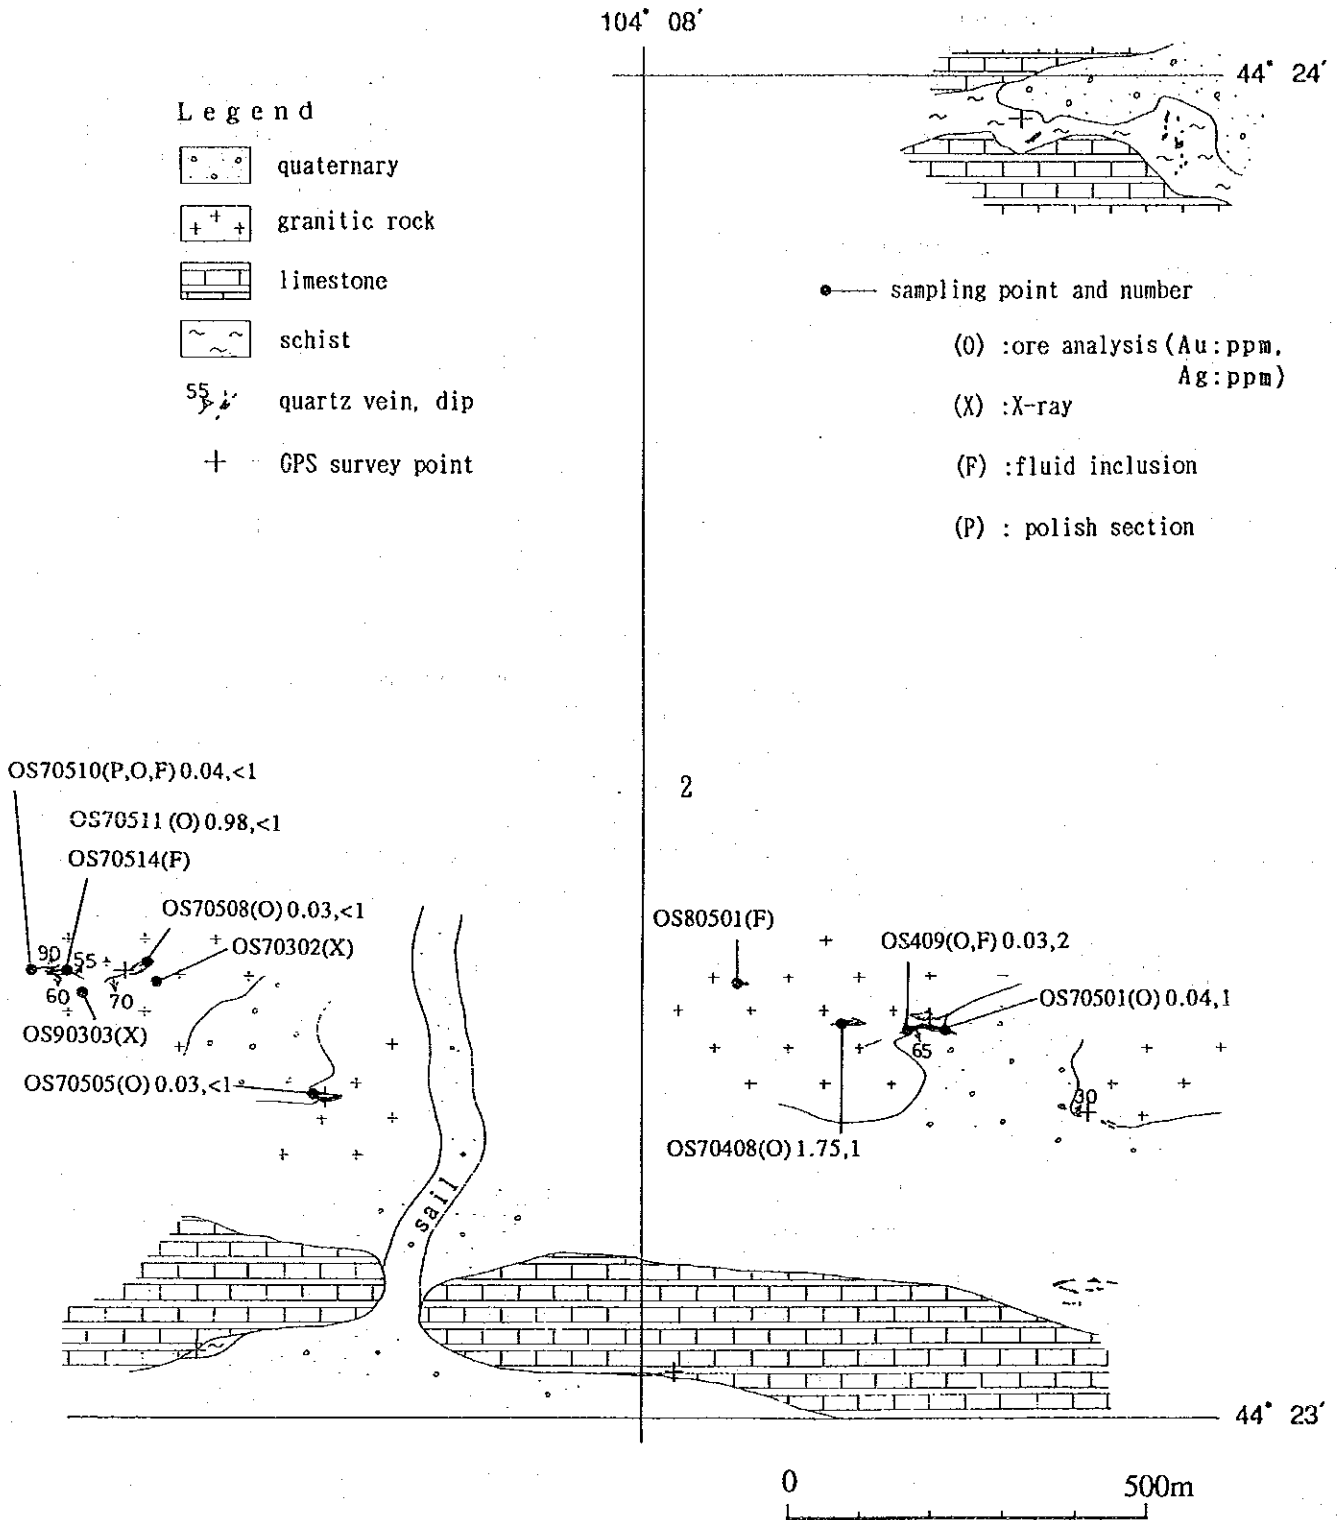 104° 08′
44° 24′
Legend
quaternary
granitic rock
limestone
schist
55
quartz vein, dip
GPS survey point
sampling point and number
(O) :ore analysis (Au:ppm,
Ag:ppm)
(X) :X-ray
(F) :fluid inclusion
(P) : polish section
2
OS70510(P,O,F) 0.04,<1
OS70511 (O) 0.98,<1
OS70514(F)
OS70508(O) 0.03,<1
OS70302(X)
90
55
60
70
OS90303(X)
OS70505(O) 0.03,<1
OS80501(F)
OS409(O,F) 0.03,2
OS70501(O) 0.04,1
65
30
OS70408(O) 1.75,1
sail
44° 23′
0
500m